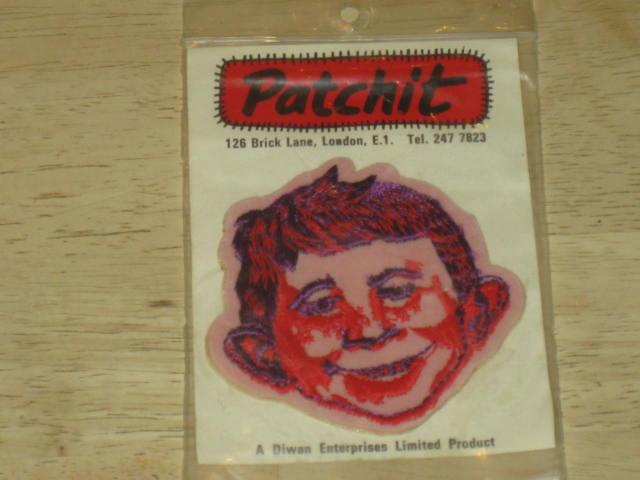 Patchit
126 Brick Lane, London, E.1. Tel. 247 7823
A Diwan Enterprises Limited Product